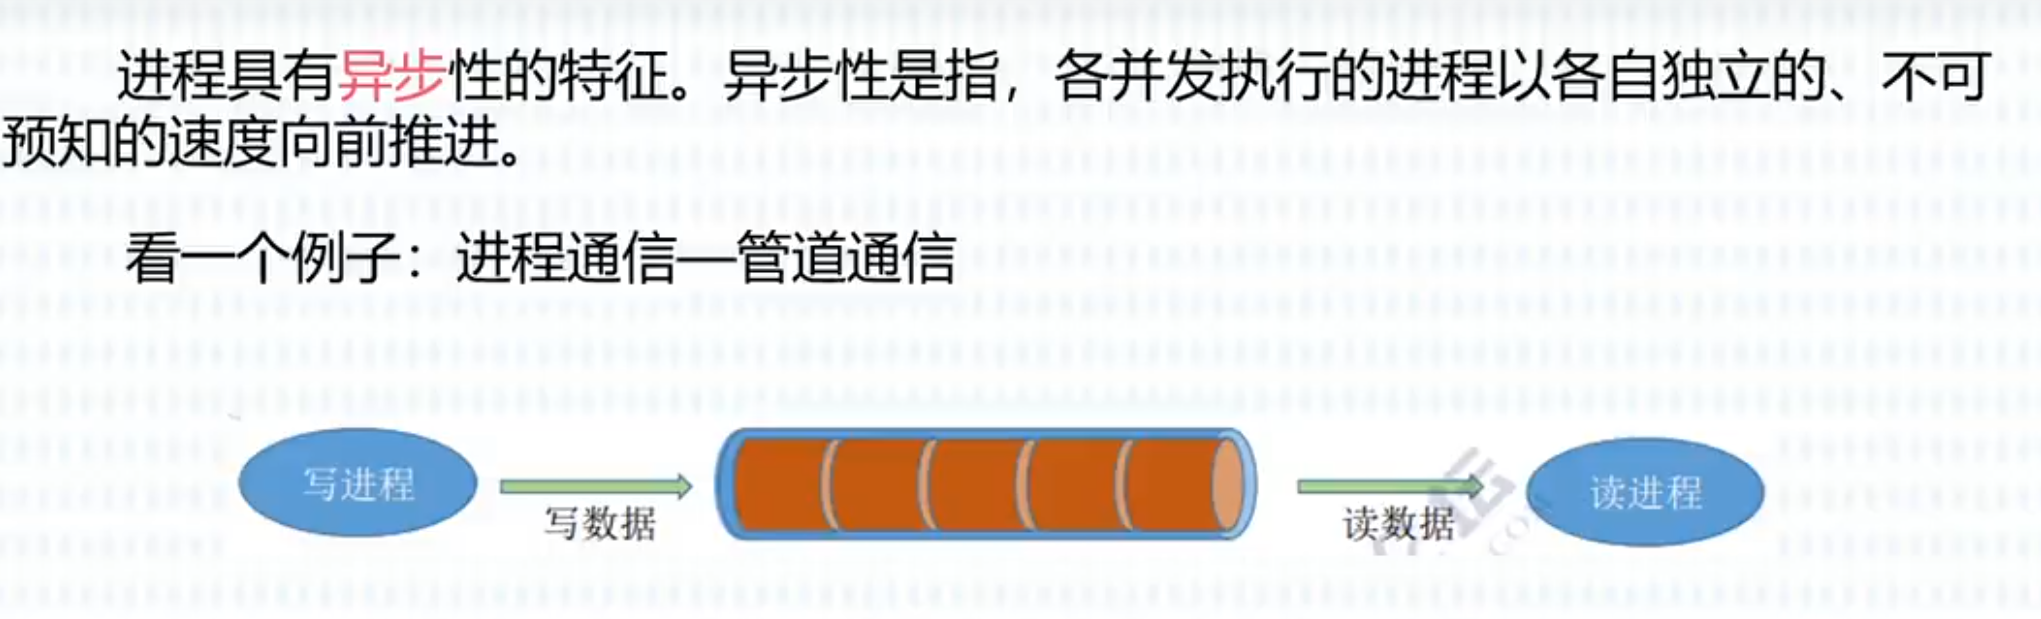 进程具有异步性的特征。异步性是指，各并发执行的进程以各自独立的、不可
预知的速度向前推进。
看一个例子：进程通信—管道通信
写进程
写数据
读数据
读进程